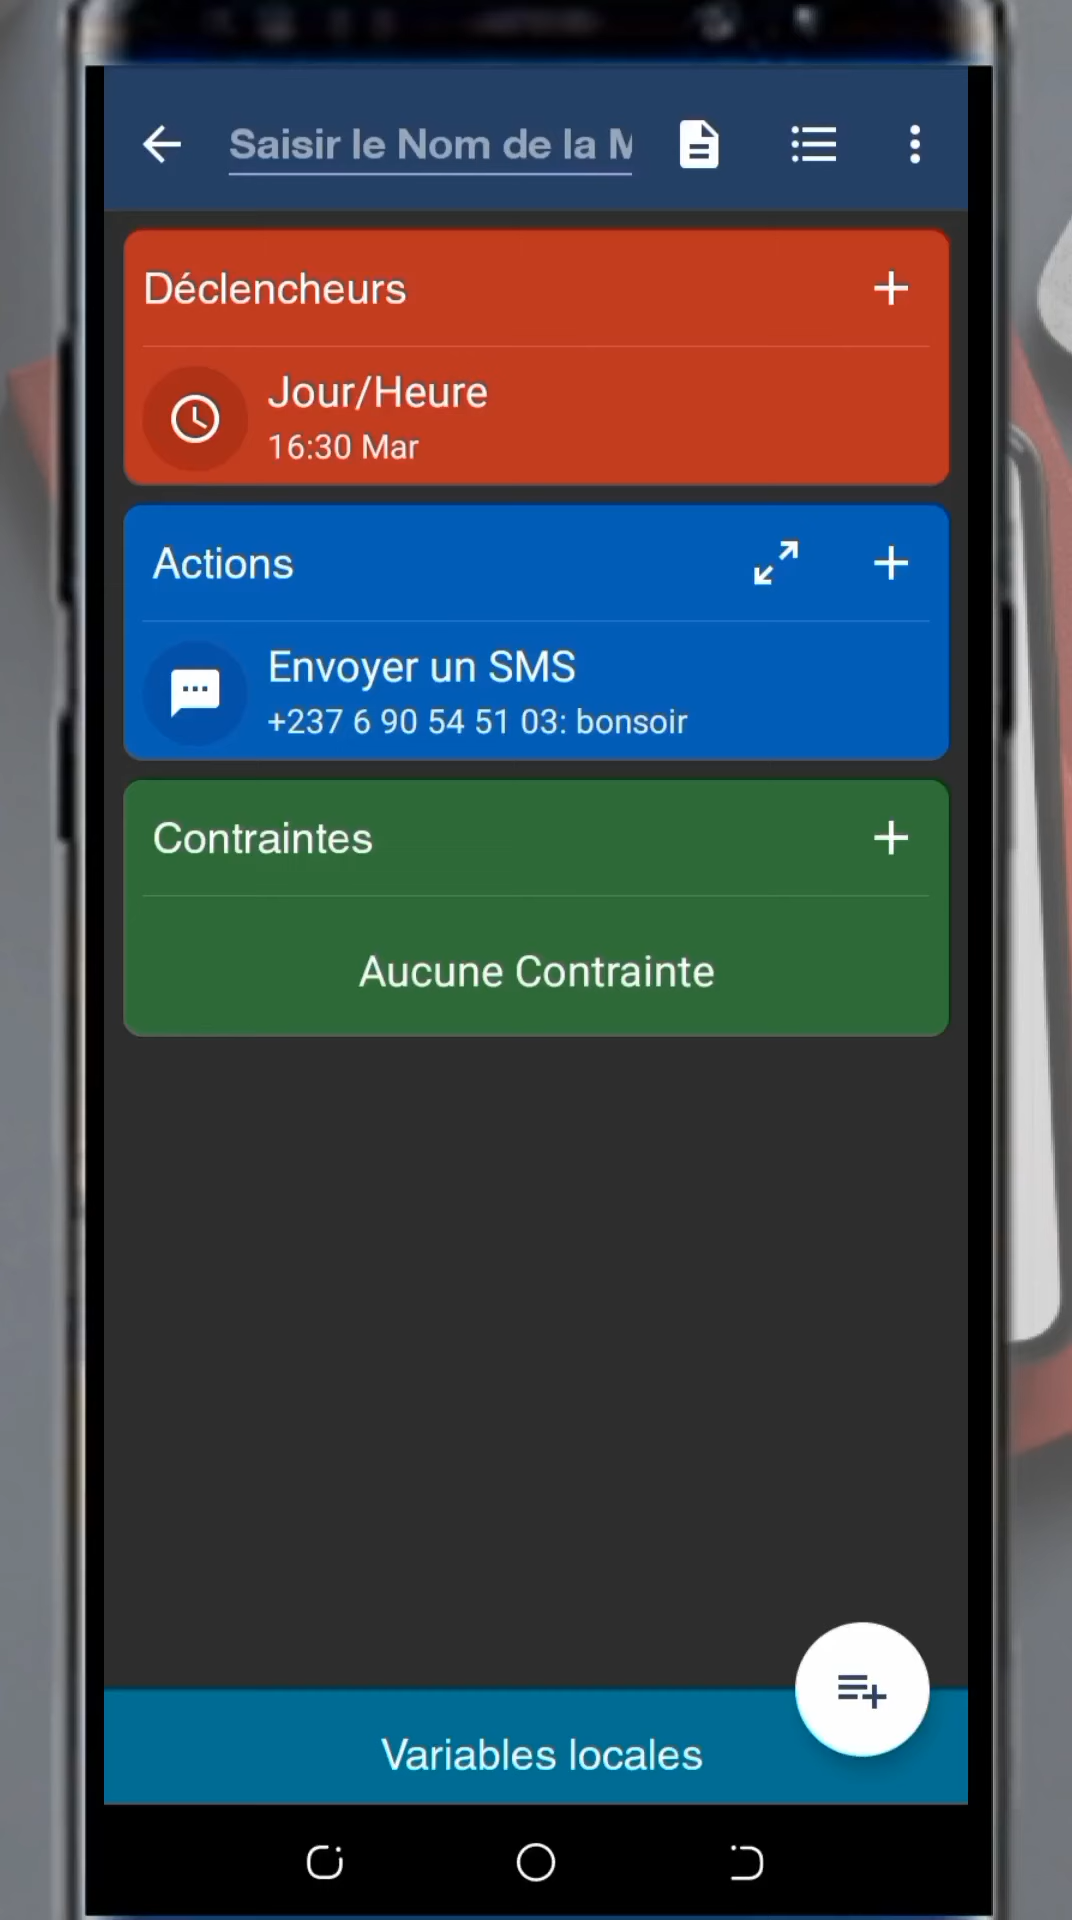 Saisir le Nom de la M
Déclencheurs
Jour/Heure
16:30 Mar
Actions
Envoyer un SMS
+237 6 90 54 51 03: bonsoir
Contraintes
Aucune Contrainte
Variables locales